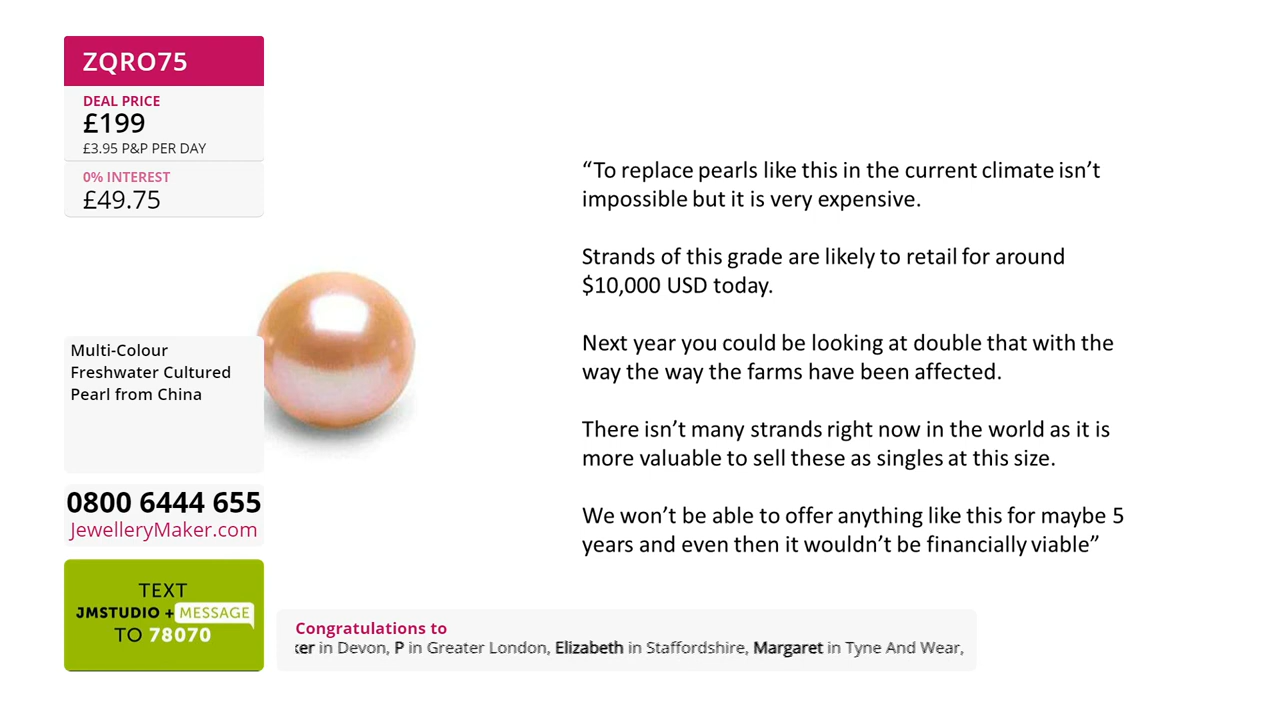 ZQRO75
DEAL PRICE
£199
£3.95 P&P PER DAY
0% INTEREST
£49.75
Multi-Colour
Freshwater Cultured
Pearl from China
0800 6444 655
JewelleryMaker.com
TEXT
JMSTUDIO + MESSAGE
TO 78070
“To replace pearls like this in the current climate isn’t
impossible but it is very expensive.
Strands of this grade are likely to retail for around
$10,000 USD today.
Next year you could be looking at double that with the
way the way the farms have been affected.
There isn’t many strands right now in the world as it is
more valuable to sell these as singles at this size.
We won’t be able to offer anything like this for maybe 5
years and even then it wouldn’t be financially viable”
Congratulations to
in Devon, P in Greater London, Elizabeth in Staffordshire, Margaret in Tyne And Wear,